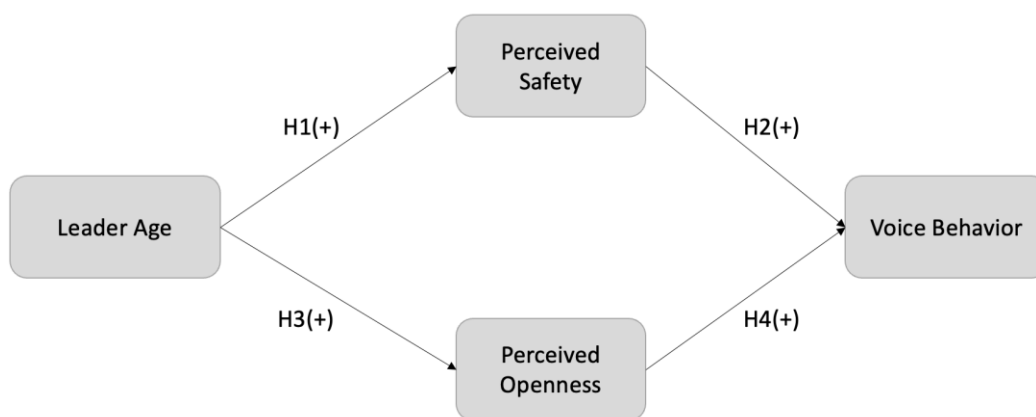 Perceived
Safety
H1(+)
H2(+)
Leader Age
Voice Behavior
H3(+)
H4(+)
Perceived
Openness